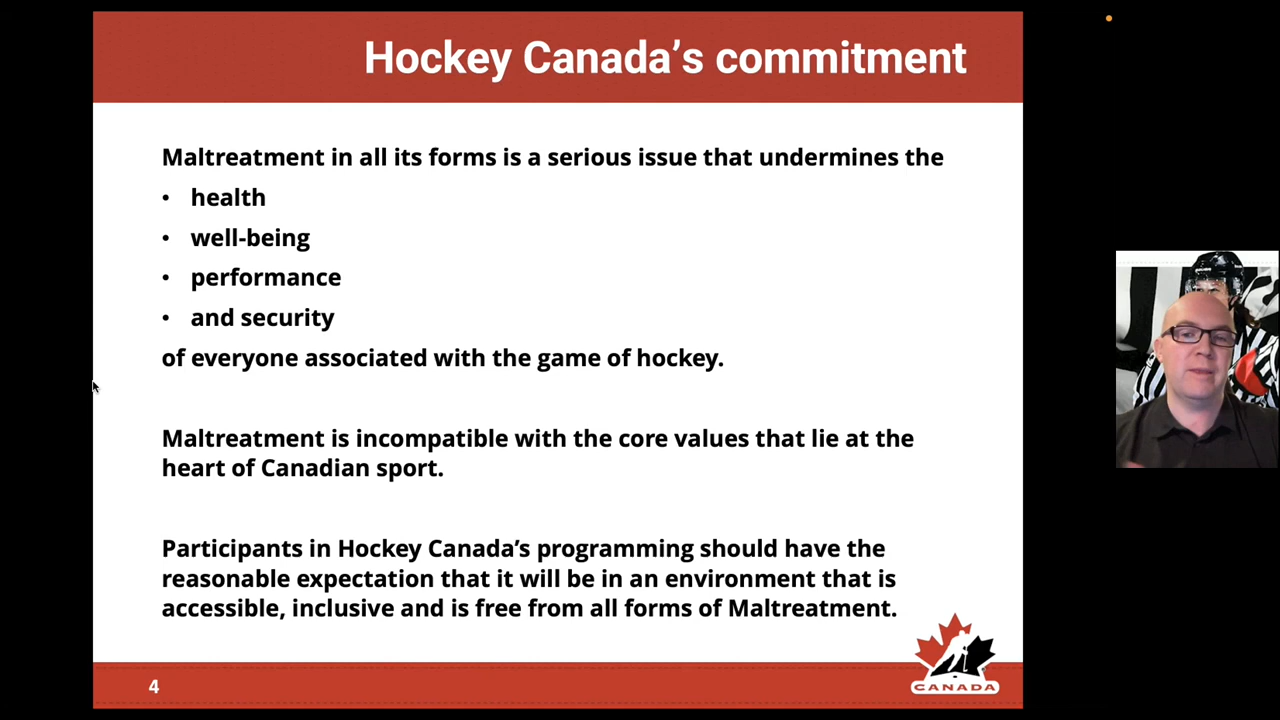 Hockey Canada’s commitment
Maltreatment in all its forms is a serious issue that undermines the
• health
• well-being
• performance
• and security
of everyone associated with the game of hockey.
Maltreatment is incompatible with the core values that lie at the
heart of Canadian sport.
Participants in Hockey Canada’s programming should have the
reasonable expectation that it will be in an environment that is
accessible, inclusive and is free from all forms of Maltreatment.
CANADA
4